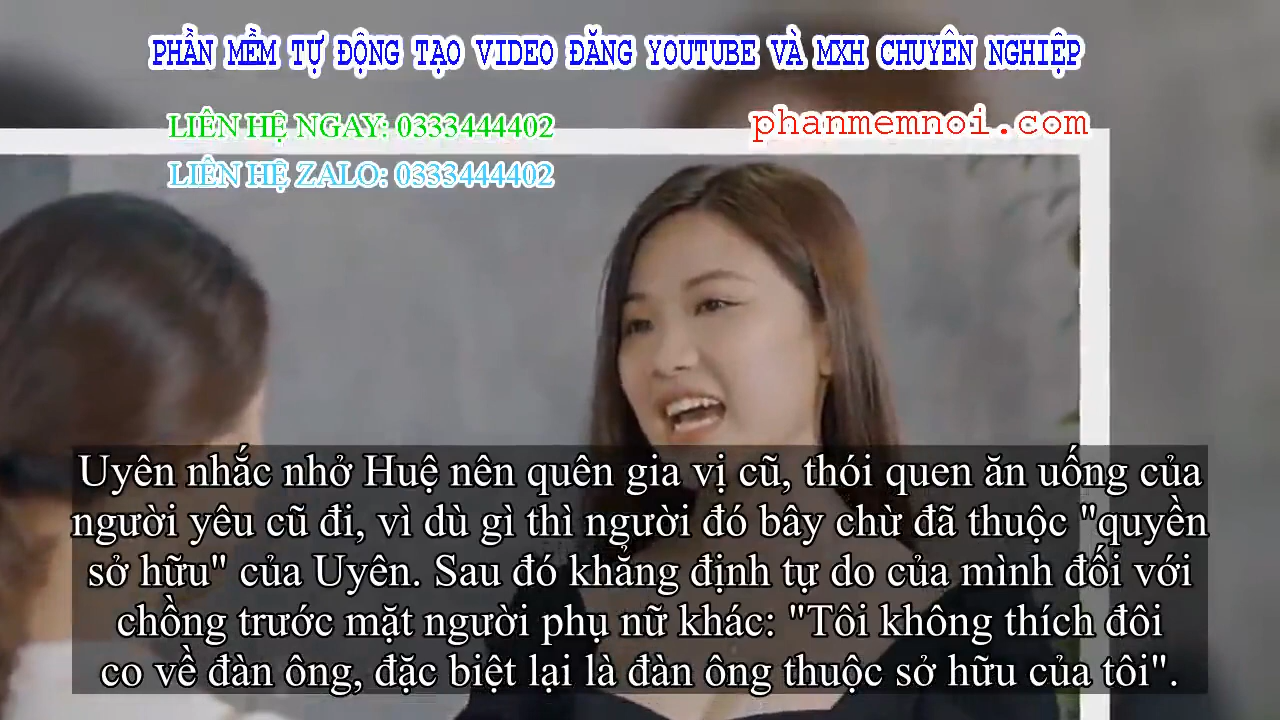 PHẦN MỀM TỰ ĐỘNG TẠO VIDEO ĐĂNG YOUTUBE VÀ MXH CHUYÊN NGHIỆP
LIÊN HỆ NGAY: 0333444402
phanmemnoi.com
LIÊN HỆ ZALO: 0333444402
Uyên nhắc nhở Huệ nên quên gia vị cũ, thói quen ăn uống của
người yêu cũ đi, vì dù gì thì người đó bây chừ đã thuộc "quyền
sở hữu" của Uyên. Sau đó khẳng định tự do của mình đối với
chồng trước mặt người phụ nữ khác: "Tôi không thích đôi
co về đàn ông, đặc biệt lại là đàn ông thuộc sở hữu của tôi".